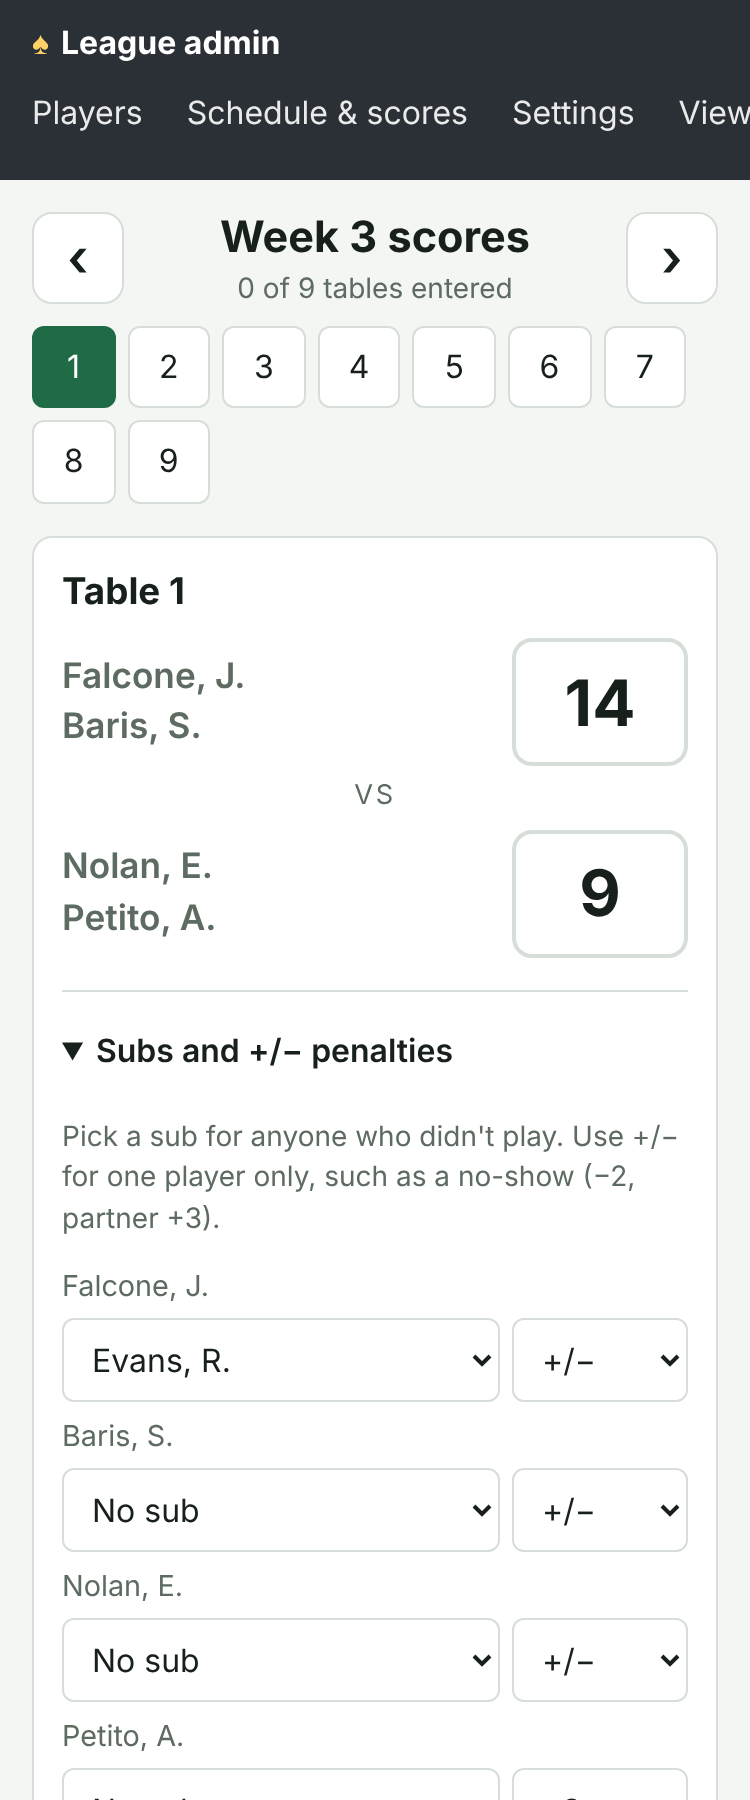 ♠ League admin
Players Schedule & scores Settings View
‹ Week 3 scores ›
0 of 9 tables entered
1 2 3 4 5 6 7
8 9
Table 1
Falcone, J.
Baris, S.
14
VS
Nolan, E.
Petito, A.
9
▼ Subs and +/− penalties
Pick a sub for anyone who didn't play. Use +/−
for one player only, such as a no-show (−2,
partner +3).
Falcone, J.
Evans, R. +/−
Baris, S.
No sub +/−
Nolan, E.
No sub +/−
Petito, A.